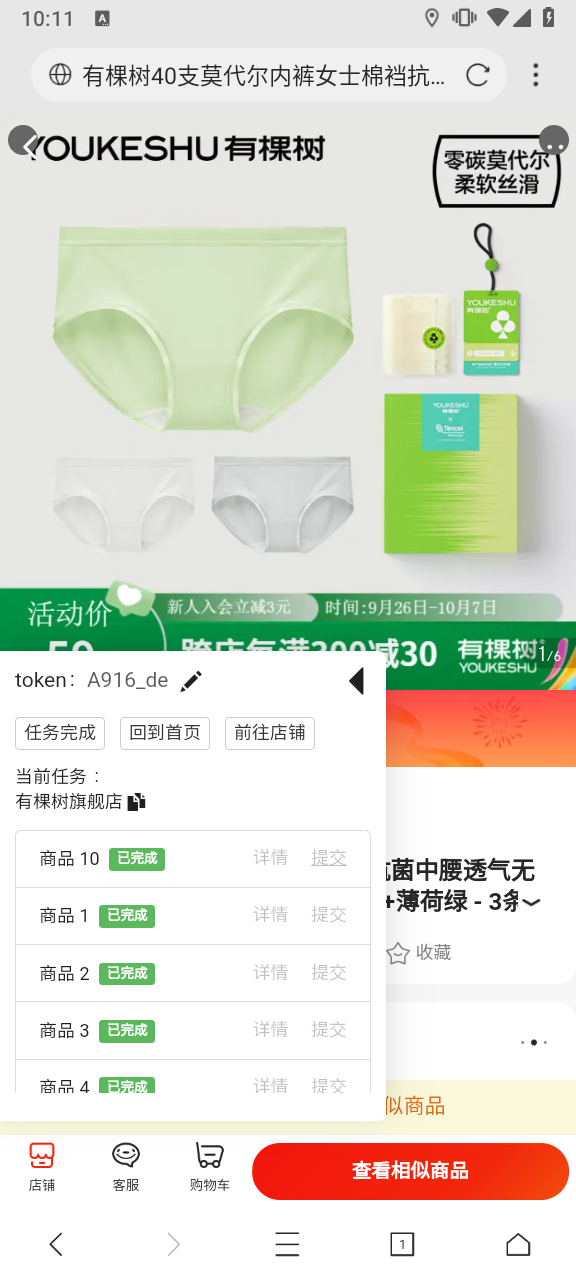 10:11
A
有棵树40支莫代尔内裤女士棉裆抗…
YOUKESHU 有棵树
零碳莫代尔
柔软丝滑
YOUKESHU
有棵树
YOUKESHU
有棵树
×
Tencel
活动价
新人入会立减3元
时间:9月26日-10月7日
跨店每满300减30
有棵树®
YOUKESHU
1/6
token： A916_de
任务完成
回到首页
前往店铺
当前任务 ：
有棵树旗舰店
商品 10 已完成 详情 提交
商品 1 已完成 详情 提交
商品 2 已完成 详情 提交
商品 3 已完成 详情 提交
商品 4 已完成 详情 提交
抗菌中腰透气无
+薄荷绿 - 3条
收藏
似商品
店铺
客服
购物车
查看相似商品
1